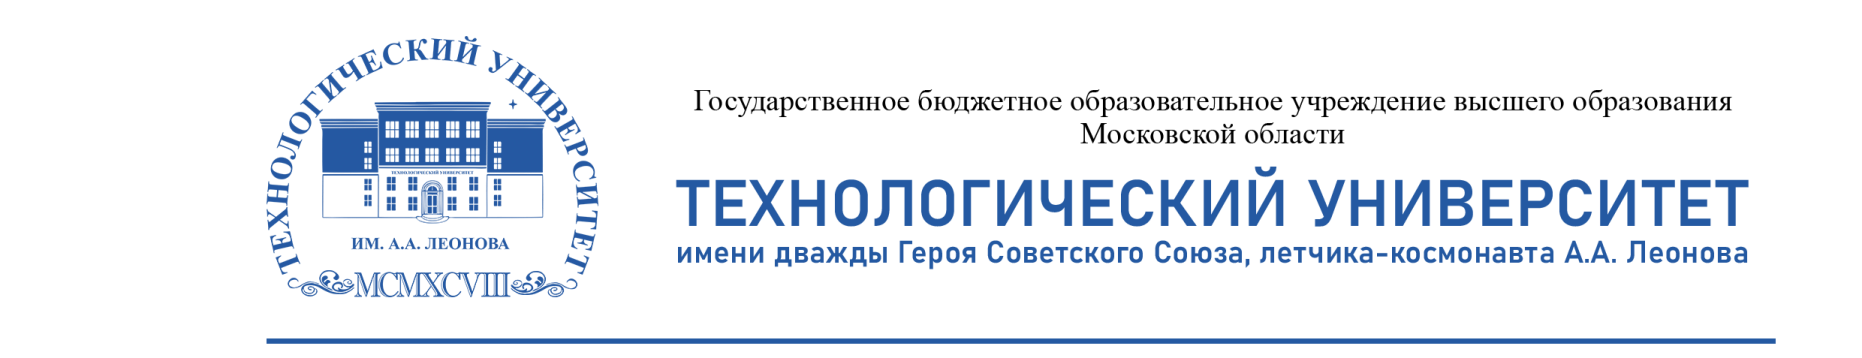 ТЕХНОЛОГИЧЕСКИЙ УНИВЕРСИТЕТ
ТЕХНОЛОГИЧЕСКИЙ УНИВЕРСИТЕТ
ИМ. А.А. ЛЕОНОВА
MCMXCVIII
Государственное бюджетное образовательное учреждение высшего образования
Московской области
ТЕХНОЛОГИЧЕСКИЙ УНИВЕРСИТЕТ
имени дважды Героя Советского Союза, летчика-космонавта А.А. Леонова